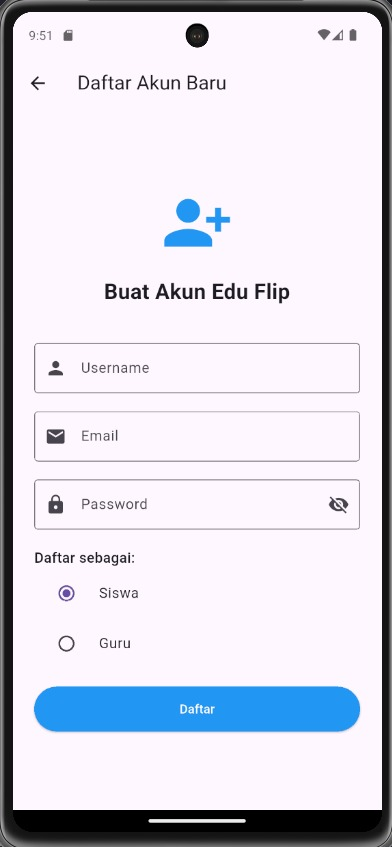 9:51
Daftar Akun Baru
Buat Akun Edu Flip
Username
Email
Password
Daftar sebagai:
Siswa
Guru
Daftar